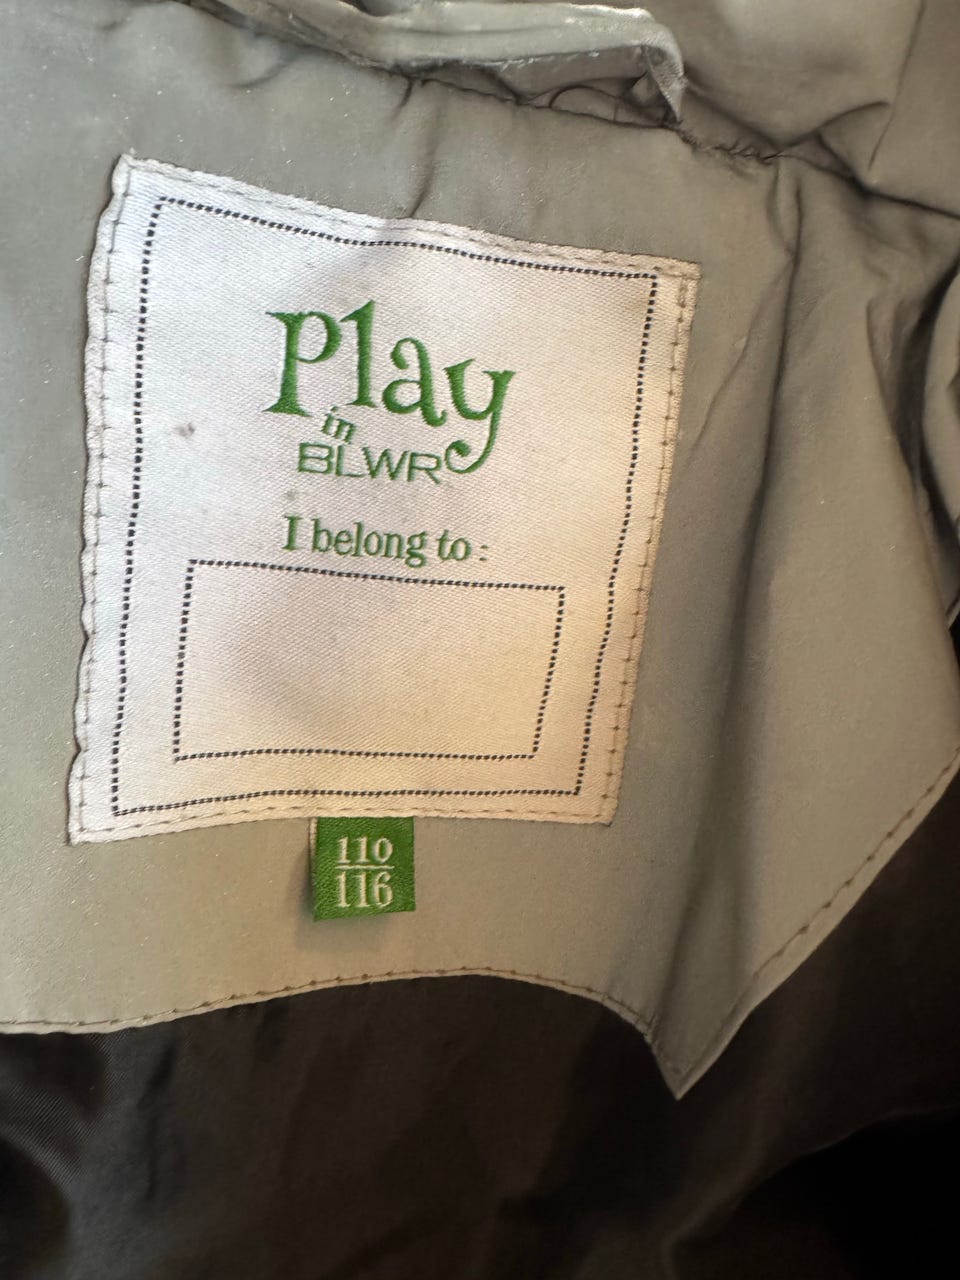 Play
in
BLWR
I belong to :
110
116